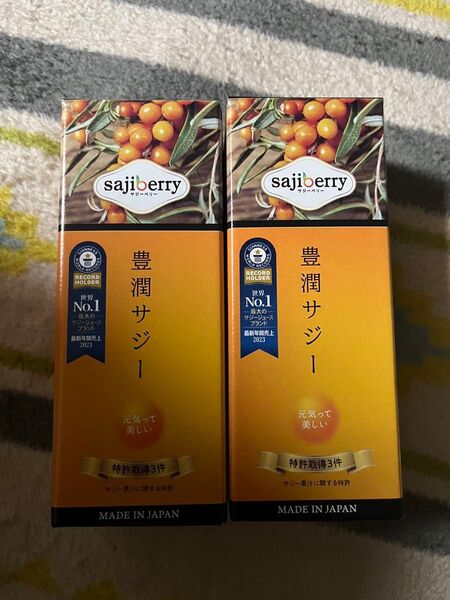 sajiberry
サジーベリー
GUINNESS WORLD RECORDS
RECORD HOLDER
世界
No.1
最大の
サジージュース
ブランド
最新年間売上
2023
豊潤サジー
元気って
美しい
特許取得3件
サジー果汁に関する特許
MADE IN JAPAN
sajiberry
サジーベリー
GUINNESS WORLD RECORDS
RECORD HOLDER
世界
No.1
最大の
サジージュース
ブランド
最新年間売上
2023
豊潤サジー
元気って
美しい
特許取得3件
サジー果汁に関する特許
MADE IN JAPAN